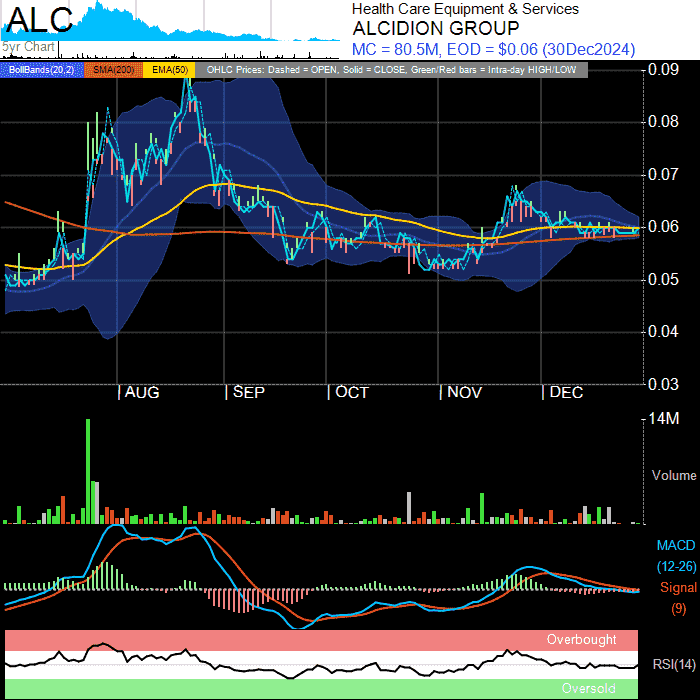 ALC
5yr Chart
Health Care Equipment & Services
ALCIDION GROUP
MC = 80.5M, EOD = $0.06 (30Dec2024)
BollBands(20,2) SMA(200) EMA(50) OHLC Prices: Dashed = OPEN, Solid = CLOSE, Green/Red bars = Intra-day HIGH/LOW
0.09
0.08
0.07
0.06
0.05
0.04
0.03
AUG SEP OCT NOV DEC
14M
Volume
MACD
(12-26)
Signal
(9)
Overbought
RSI(14)
Oversold